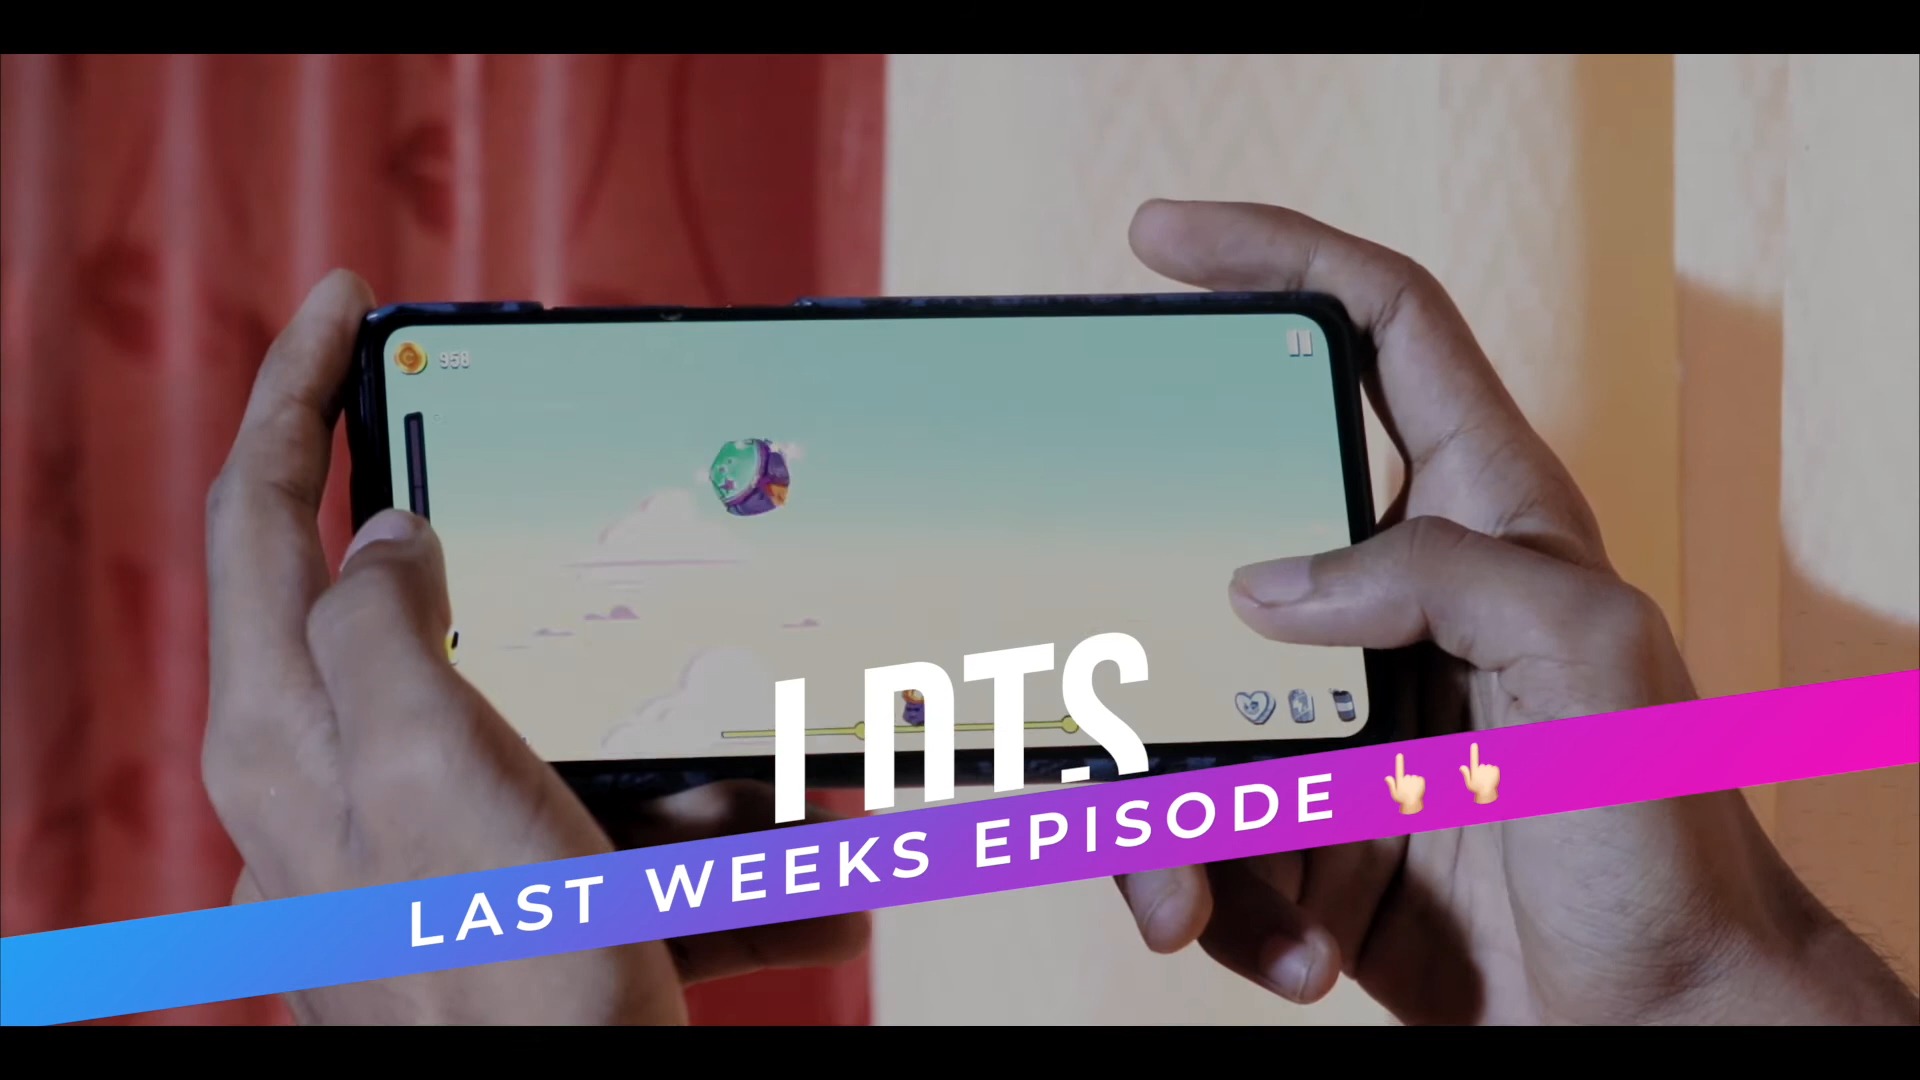 958
LAST WEEKS EPISODE 👆🏻 👆🏻